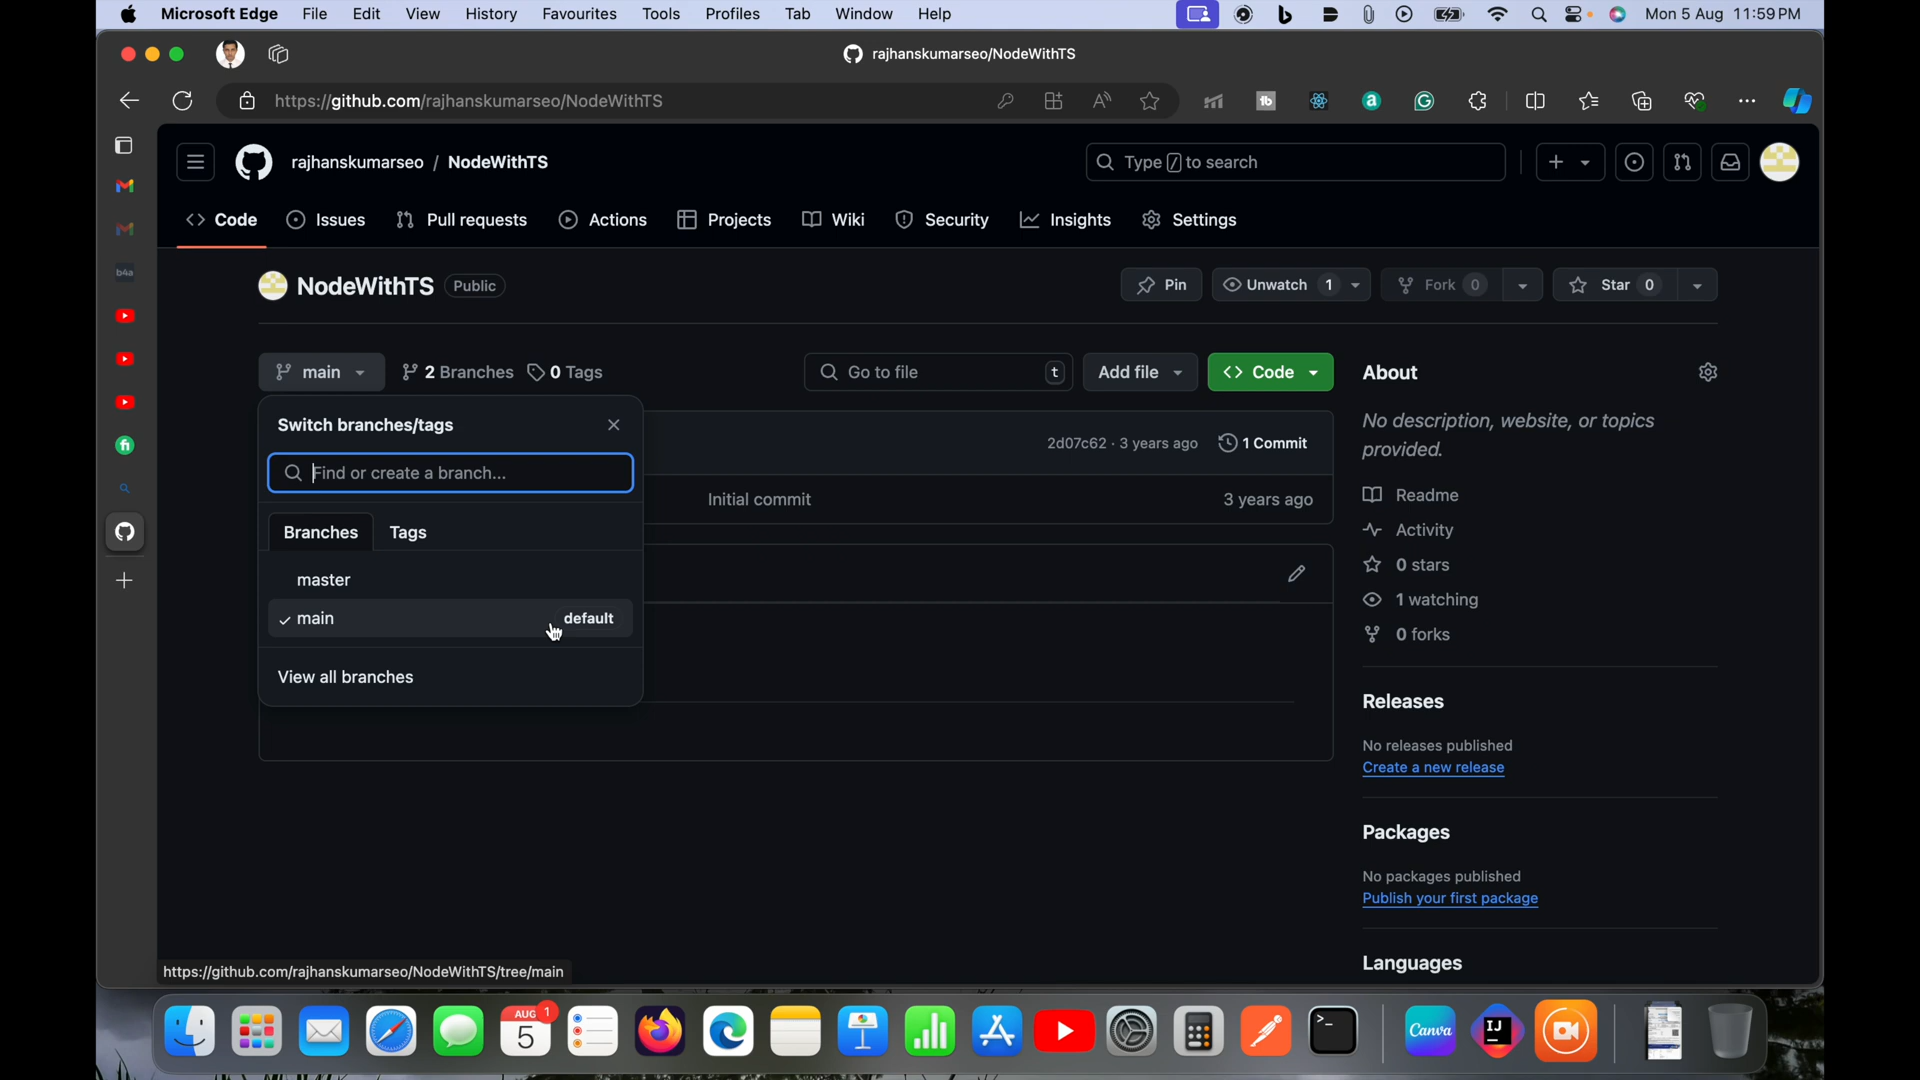 Microsoft Edge File Edit View History Favourites Tools Profiles Tab Window Help Mon 5 Aug 11:59 PM
rajhanskumarseo/NodeWithTS
https://github.com/rajhanskumarseo/NodeWithTS
rajhanskumarseo / NodeWithTS Type / to search
Code Issues Pull requests Actions Projects Wiki Security Insights Settings
b4a
NodeWithTS Public Pin Unwatch 1 Fork 0 Star 0
main 2 Branches 0 Tags Go to file t Add file <> Code About
No description, website, or topics
provided.
Switch branches/tags 2d07c62 · 3 years ago 1 Commit
Find or create a branch...
Initial commit 3 years ago Readme
Branches Tags Activity
0 stars
master
1 watching
main default
0 forks
View all branches
Releases
No releases published
Create a new release
Packages
No packages published
Publish your first package
Languages
https://github.com/rajhanskumarseo/NodeWithTS/tree/main
AUG 1
5
Canva
IJ